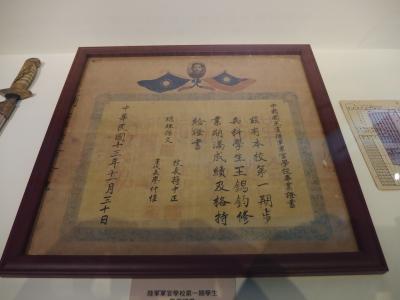 中國國民黨陸軍軍官學校畢業證書
茲有本校第一期步
兵科學生王錫鈞修
業期滿成績及格特
給證書
總理孫文
校長蔣中正
黨代表廖仲愷
中華民國十三年十一月三十日
陸軍軍官學校第一期學生